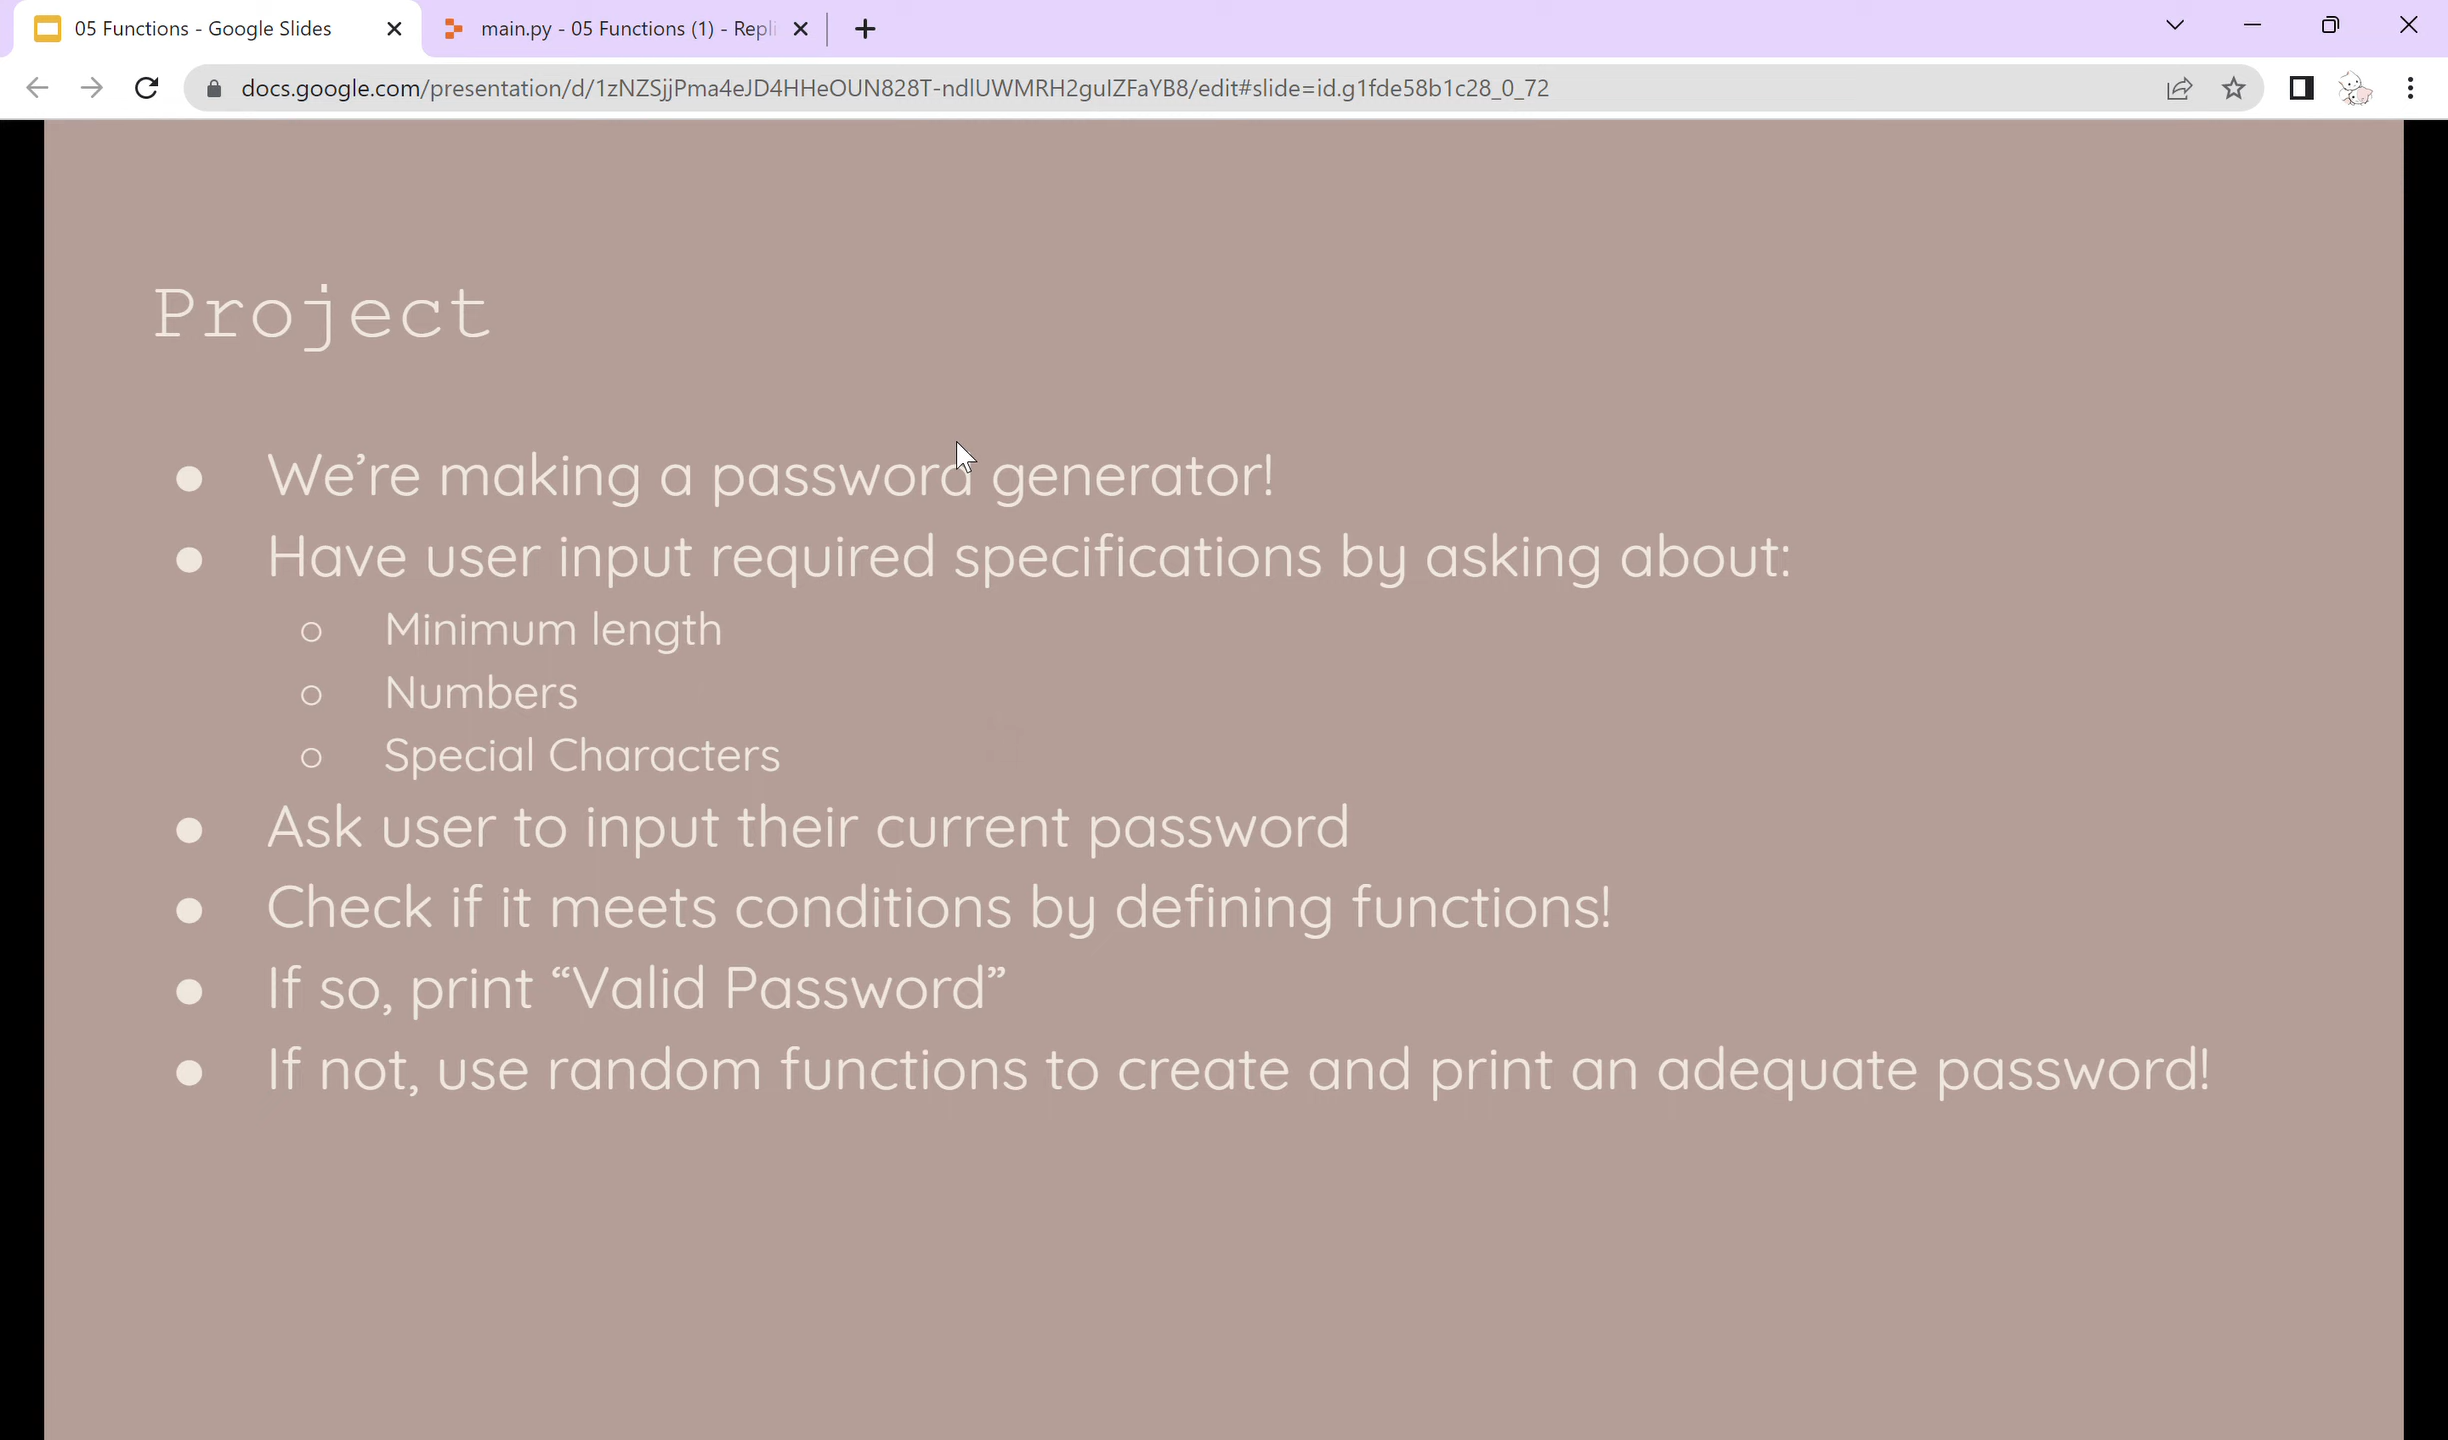 05 Functions - Google Slides
main.py - 05 Functions (1) - Repli
docs.google.com/presentation/d/1zNZSjjPma4eJD4HHeOUN828T-ndlUWMRH2gulZFaYB8/edit#slide=id.g1fde58b1c28_0_72
Project
● We’re making a password generator!
● Have user input required specifications by asking about:
○ Minimum length
○ Numbers
○ Special Characters
● Ask user to input their current password
● Check if it meets conditions by defining functions!
● If so, print “Valid Password”
● If not, use random functions to create and print an adequate password!